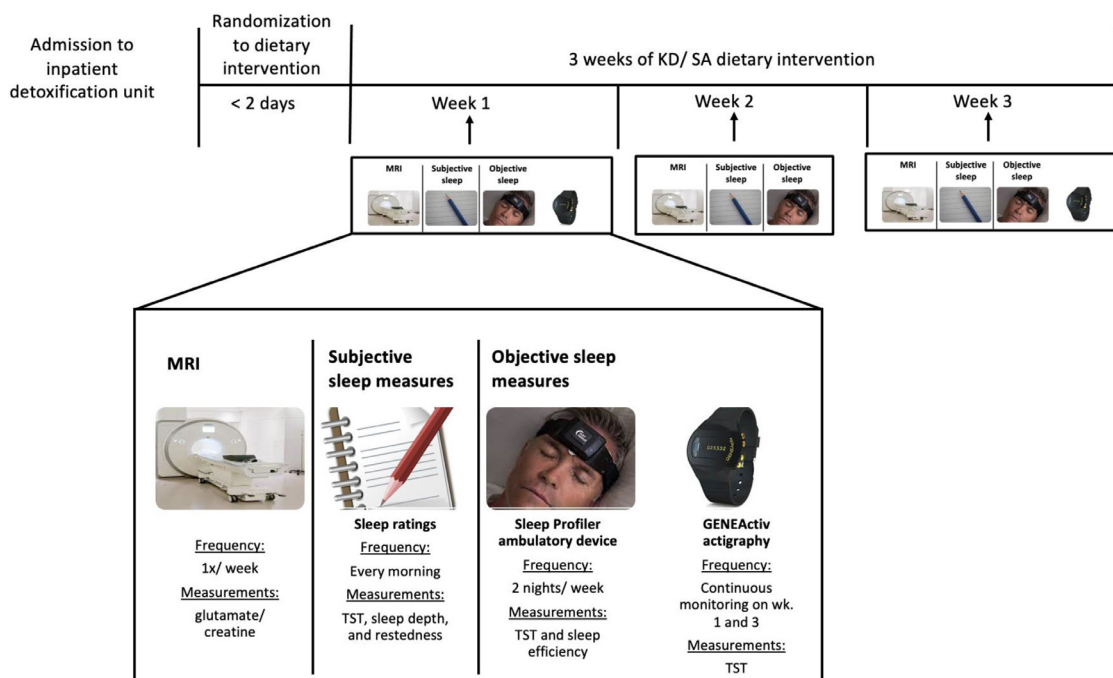 Admission to
inpatient
detoxification unit
Randomization
to dietary
intervention
< 2 days
3 weeks of KD/ SA dietary intervention
Week 1
Week 2
Week 3
MRI
Subjective
sleep
Objective
sleep
MRI
Subjective
sleep
Objective
sleep
MRI
Subjective
sleep
Objective
sleep
MRI
Frequency:
1x/ week
Measurements:
glutamate/
creatine
Subjective
sleep measures
Sleep ratings
Frequency:
Every morning
Measurements:
TST, sleep depth,
and restedness
Objective sleep
measures
Sleep Profiler
ambulatory device
Frequency:
2 nights/ week
Measurements:
TST and sleep
efficiency
GENEActiv
actigraphy
Frequency:
Continuous
monitoring on wk.
1 and 3
Measurements:
TST